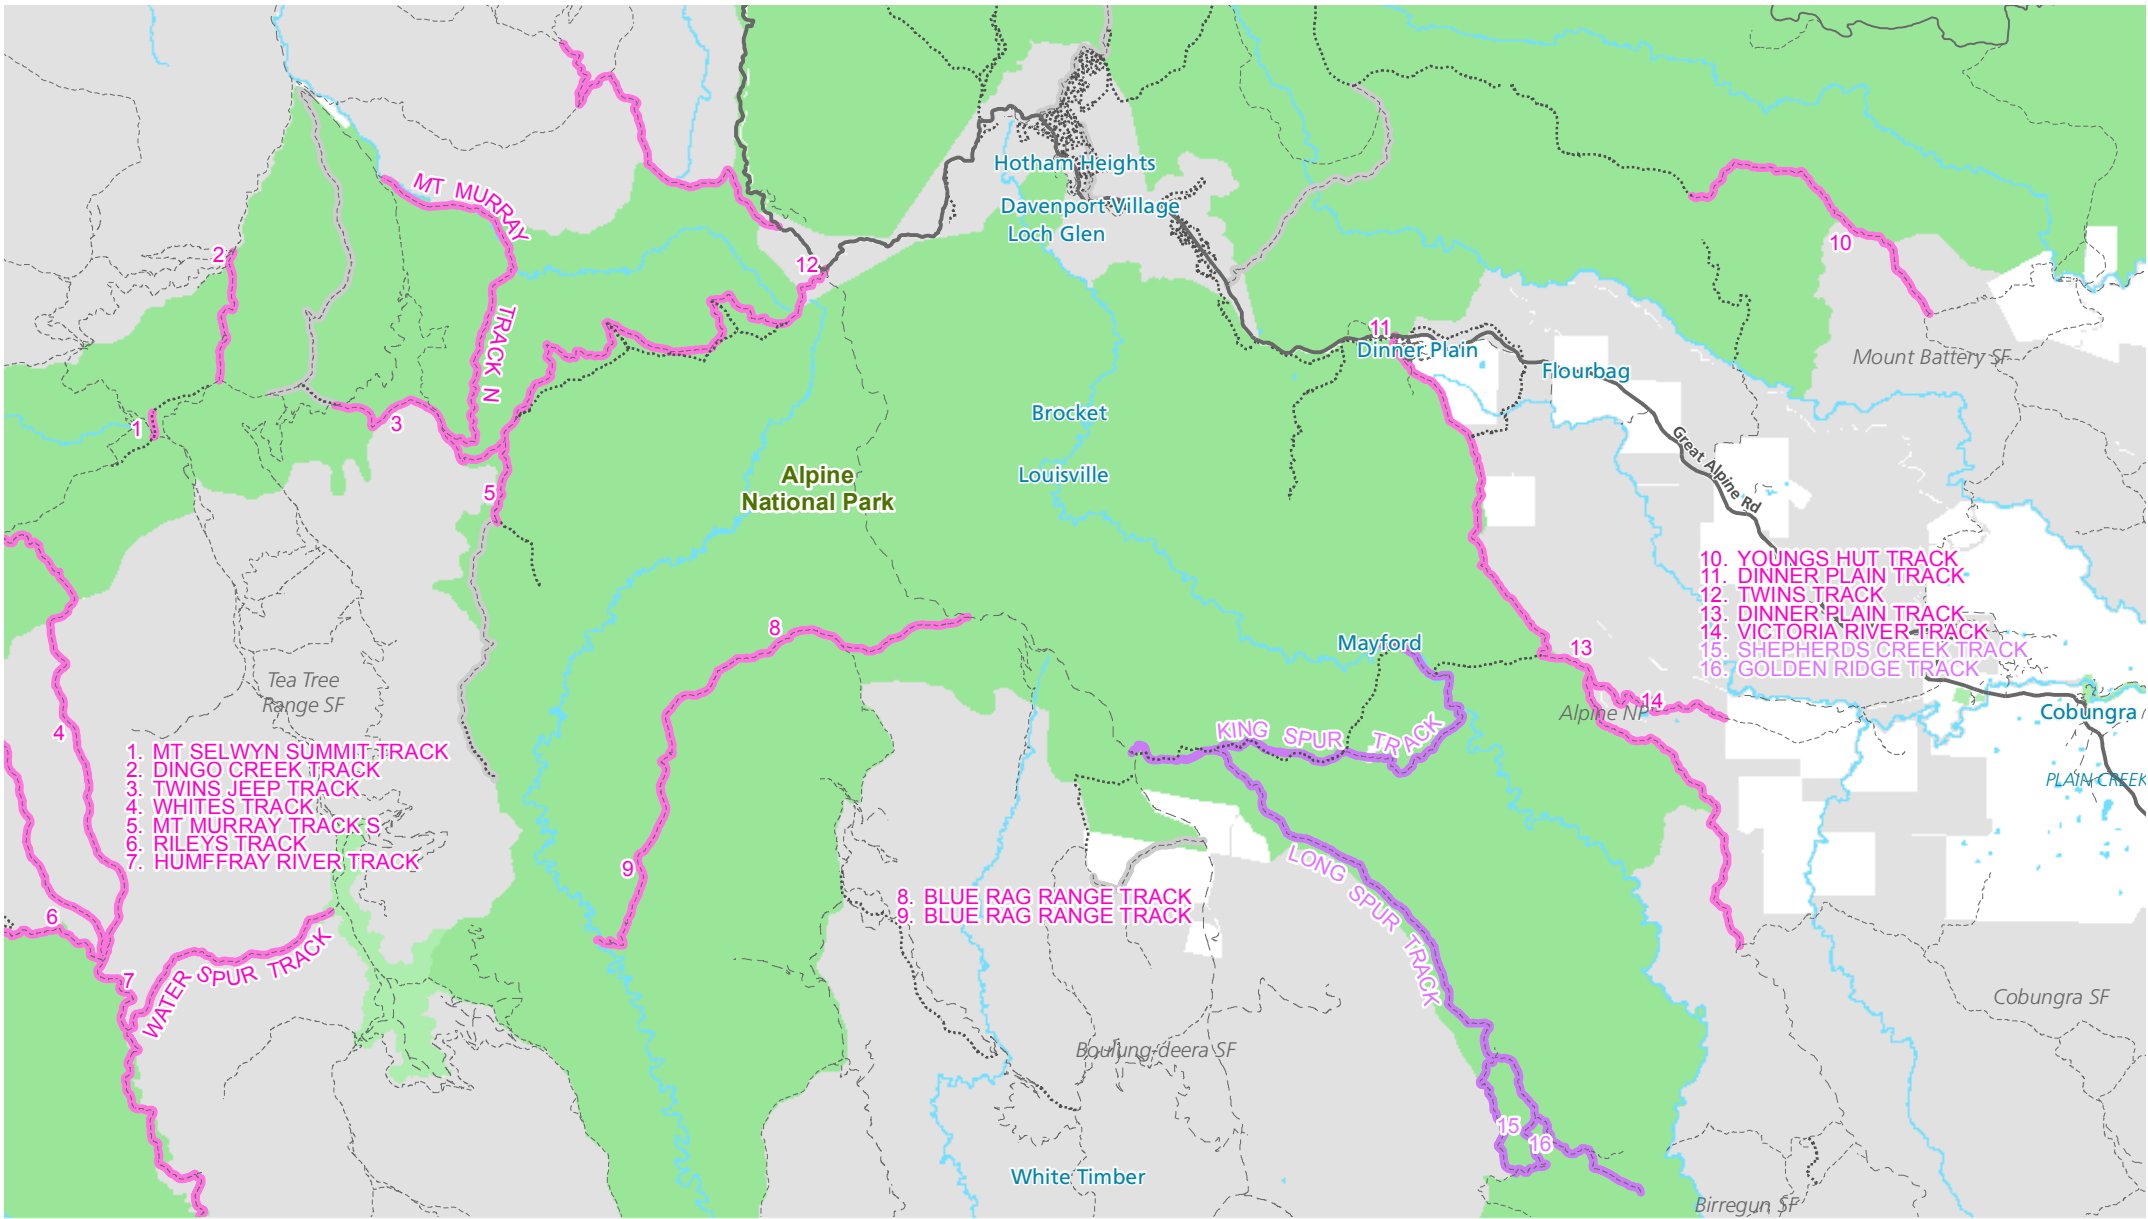 Hotham Heights
MT MURRAY
Davenport Village
Loch Glen
10
2
12
TRACK N
11
Dinner Plain
Mount Battery SF
Flourbag
Brocket
3
1
Great Alpine Rd
Alpine
National Park
Louisville
5
10. YOUNGS HUT TRACK
11. DINNER PLAIN TRACK
12. TWINS TRACK
13. DINNER PLAIN TRACK
14. VICTORIA RIVER TRACK
15. SHEPHERDS CREEK TRACK
16. GOLDEN RIDGE TRACK
8
Mayford
13
Tea Tree
Range SF
14
Alpine NP
Cobungra
4
KING SPUR TRACK
1. MT SELWYN SUMMIT TRACK
2. DINGO CREEK TRACK
3. TWINS JEEP TRACK
4. WHITES TRACK
5. MT MURRAY TRACK S
6. RILEYS TRACK
7. HUMFFRAY RIVER TRACK
PLAIN CREEK
9
LONG SPUR TRACK
8. BLUE RAG RANGE TRACK
9. BLUE RAG RANGE TRACK
6
7
WATER SPUR TRACK
Cobungra SF
Boulung-deera SF
15
16
White Timber
Birregun SF